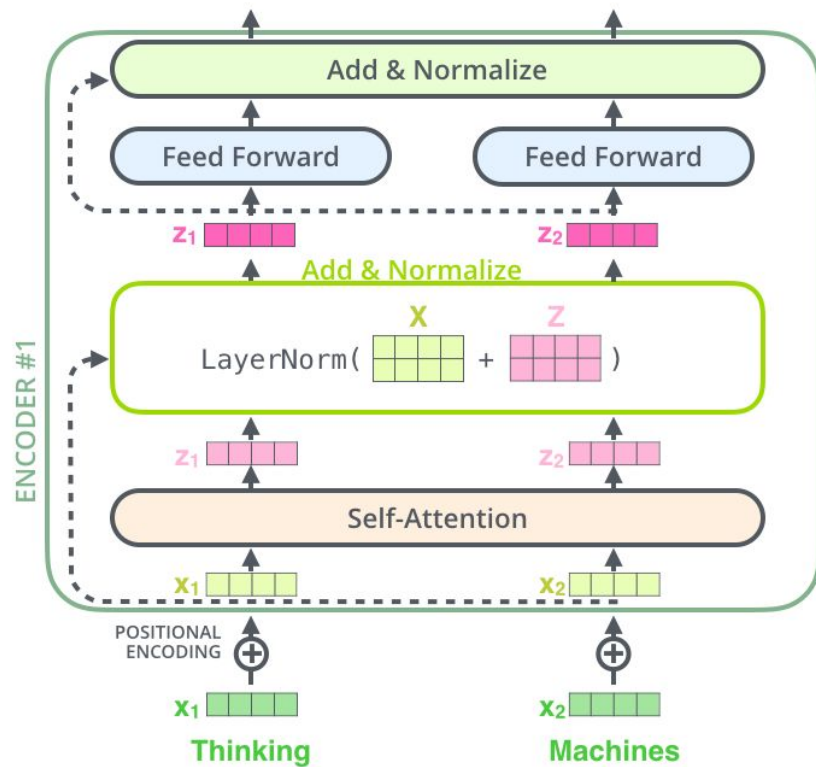 Add & Normalize
Feed Forward Feed Forward
z1 z2
Add & Normalize
X Z
LayerNorm( + )
ENCODER #1
z1 z2
Self-Attention
x1 x2
POSITIONAL
ENCODING
x1 x2
Thinking Machines